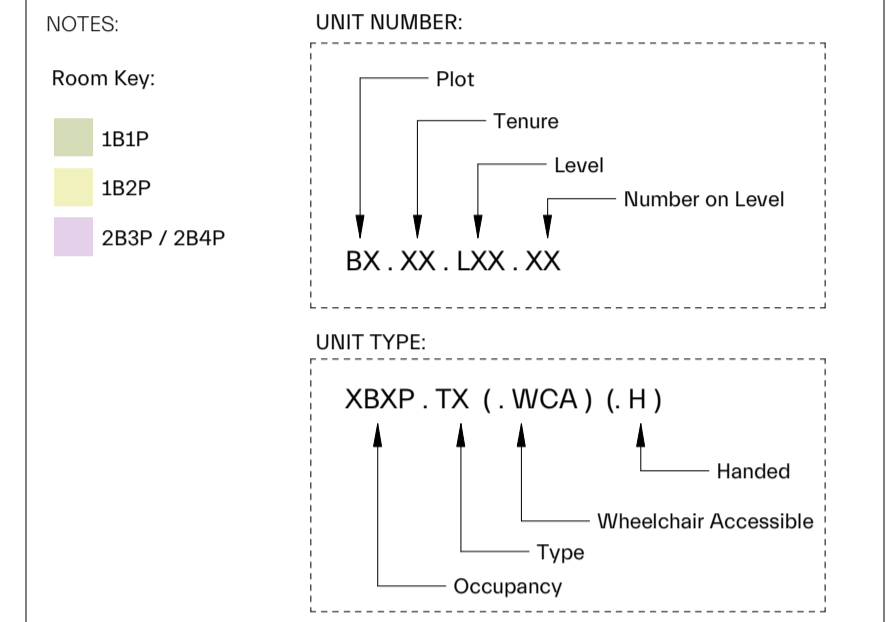 NOTES:
Room Key:
1B1P
1B2P
2B3P / 2B4P
UNIT NUMBER:
Plot
Tenure
Level
Number on Level
BX . XX . LXX . XX
UNIT TYPE:
XBXP . TX ( . WCA ) (. H )
Handed
Wheelchair Accessible
Type
Occupancy